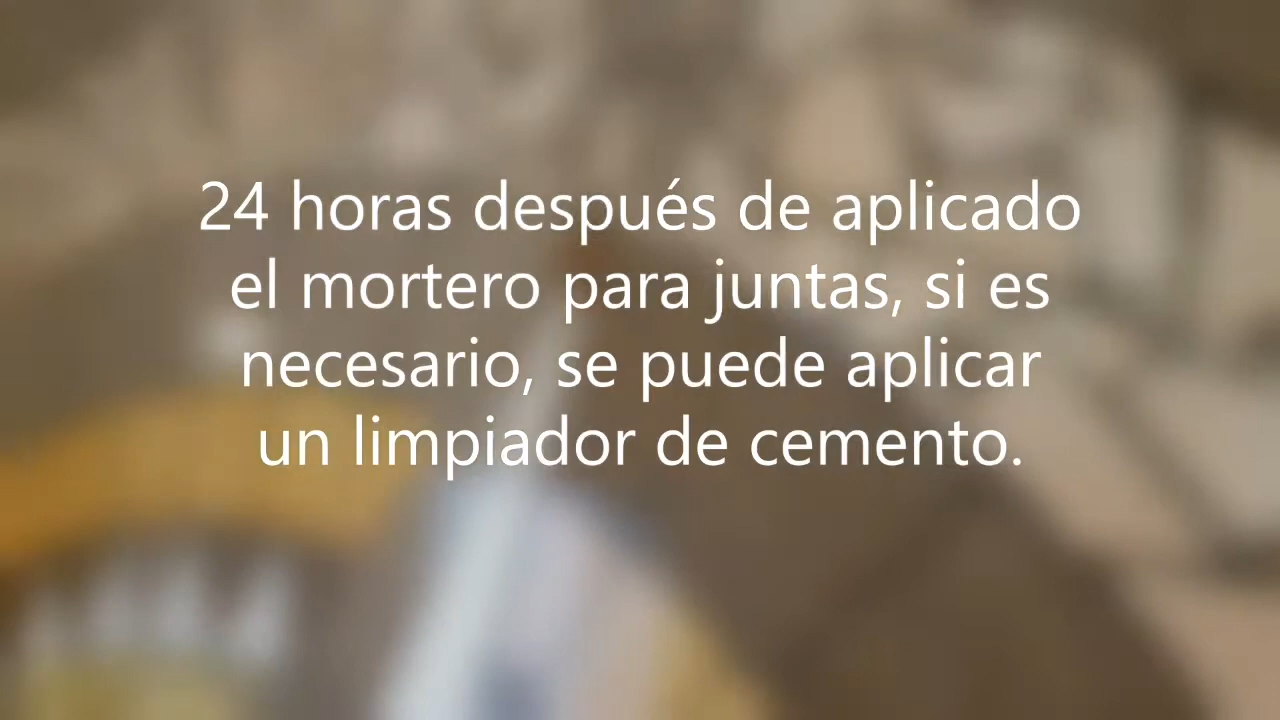 24 horas después de aplicado
el mortero para juntas, si es
necesario, se puede aplicar
un limpiador de cemento.